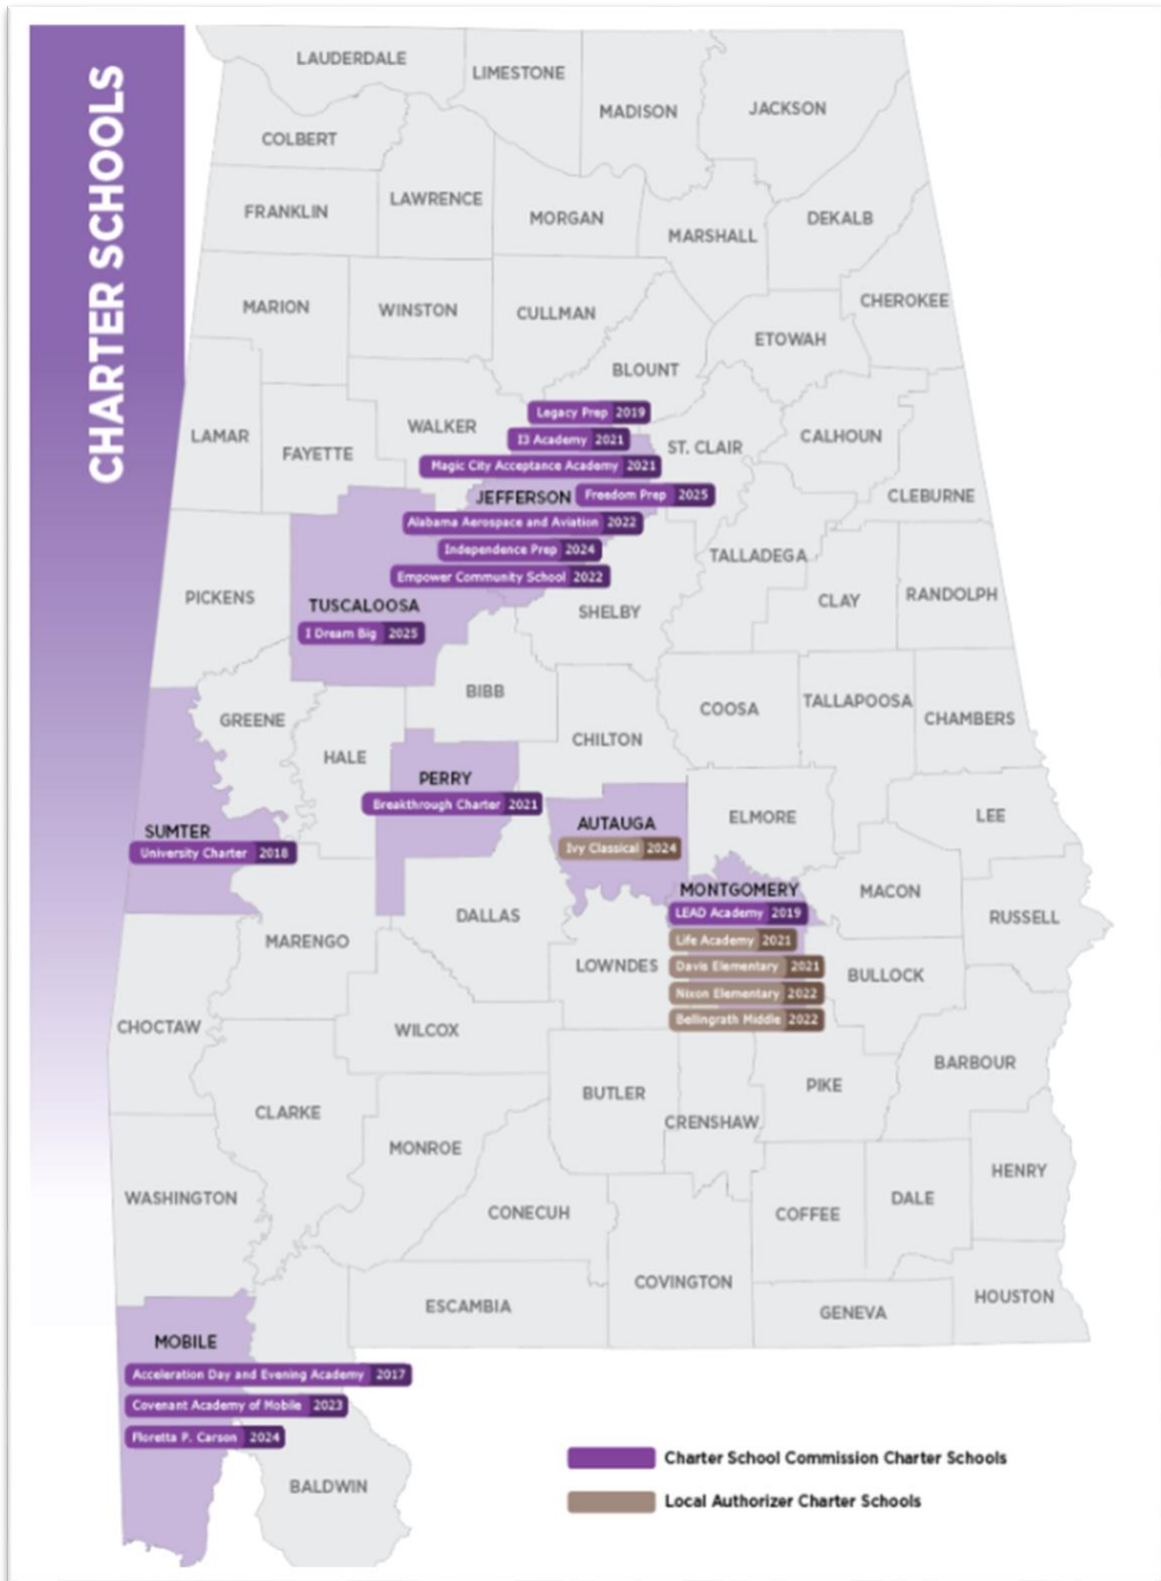 CHARTER SCHOOLS
LAUDERDALE
LIMESTONE
MADISON
JACKSON
COLBERT
LAWRENCE
FRANKLIN
MORGAN
MARSHALL
DEKALB
MARION
WINSTON
CULLMAN
CHEROKEE
ETOWAH
BLOUNT
LAMAR
FAYETTE
WALKER
Legacy Prep 2019
I3 Academy 2021
Magic City Acceptance Academy 2021
ST. CLAIR
CALHOUN
JEFFERSON
Freedom Prep 2025
CLEBURNE
Alabama Aerospace and Aviation 2022
Independence Prep 2024
Empower Community School 2022
TALLADEGA
PICKENS
TUSCALOOSA
I Dream Big 2025
SHELBY
CLAY
RANDOLPH
BIBB
GREENE
COOSA
TALLAPOOSA
CHAMBERS
HALE
CHILTON
PERRY
Breakthrough Charter 2021
SUMTER
University Charter 2018
AUTAUGA
Ivy Classical 2024
ELMORE
LEE
MONTGOMERY
LEAD Academy 2019
Life Academy 2021
Davis Elementary 2021
Nixon Elementary 2022
Bellingrath Middle 2022
MACON
RUSSELL
DALLAS
MARENGO
LOWNDES
BULLOCK
CHOCTAW
WILCOX
BARBOUR
BUTLER
PIKE
CLARKE
CRENSHAW
MONROE
HENRY
WASHINGTON
CONECUH
COFFEE
DALE
COVINGTON
HOUSTON
ESCAMBIA
GENEVA
MOBILE
Acceleration Day and Evening Academy 2017
Covenant Academy of Mobile 2023
Floretta P. Carson 2024
BALDWIN
Charter School Commission Charter Schools
Local Authorizer Charter Schools